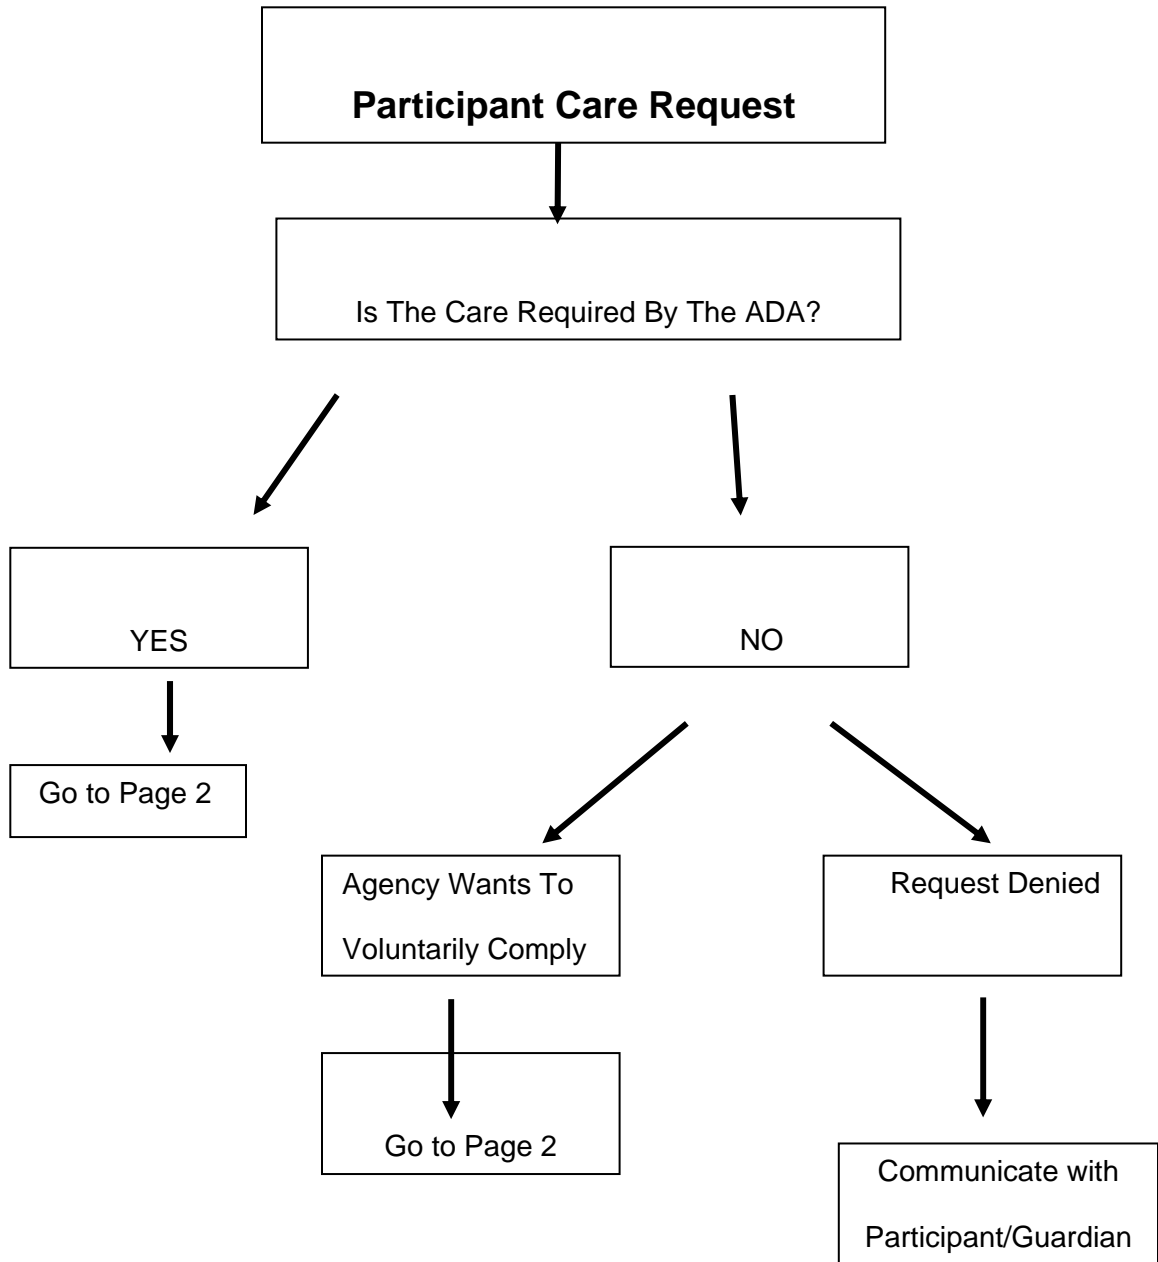 Participant Care Request
Is The Care Required By The ADA?
YES
NO
Go to Page 2
Agency Wants To
Voluntarily Comply
Request Denied
Go to Page 2
Communicate with
Participant/Guardian